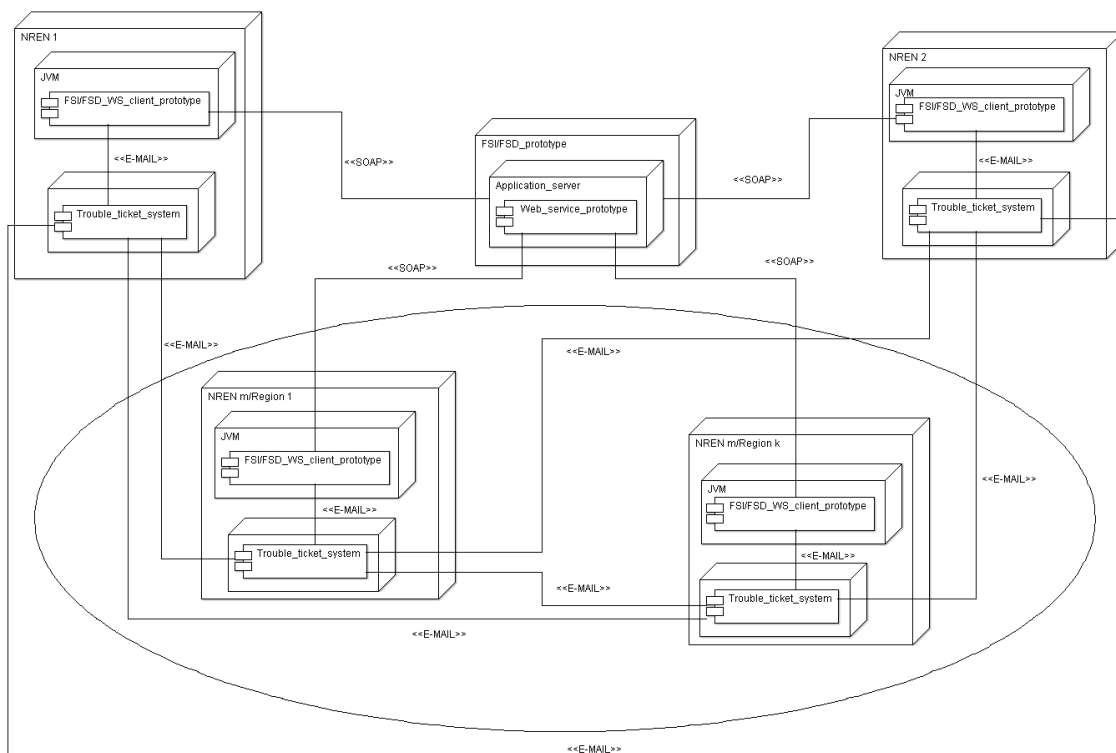 NREN 1
JVM
FSI/FSD_WS_client_prototype
<<E-MAIL>>
Trouble_ticket_system
<<SOAP>>
FSI/FSD_prototype
Application_server
Web_service_prototype
<<SOAP>>
NREN 2
JVM
FSI/FSD_WS_client_prototype
<<E-MAIL>>
Trouble_ticket_system
<<SOAP>>
<<SOAP>>
<<E-MAIL>>
<<E-MAIL>>
NREN m/Region 1
JVM
FSI/FSD_WS_client_prototype
<<E-MAIL>>
Trouble_ticket_system
NREN m/Region k
JVM
FSI/FSD_WS_client_prototype
<<E-MAIL>>
Trouble_ticket_system
<<E-MAIL>>
<<E-MAIL>>
<<E-MAIL>>
<<E-MAIL>>